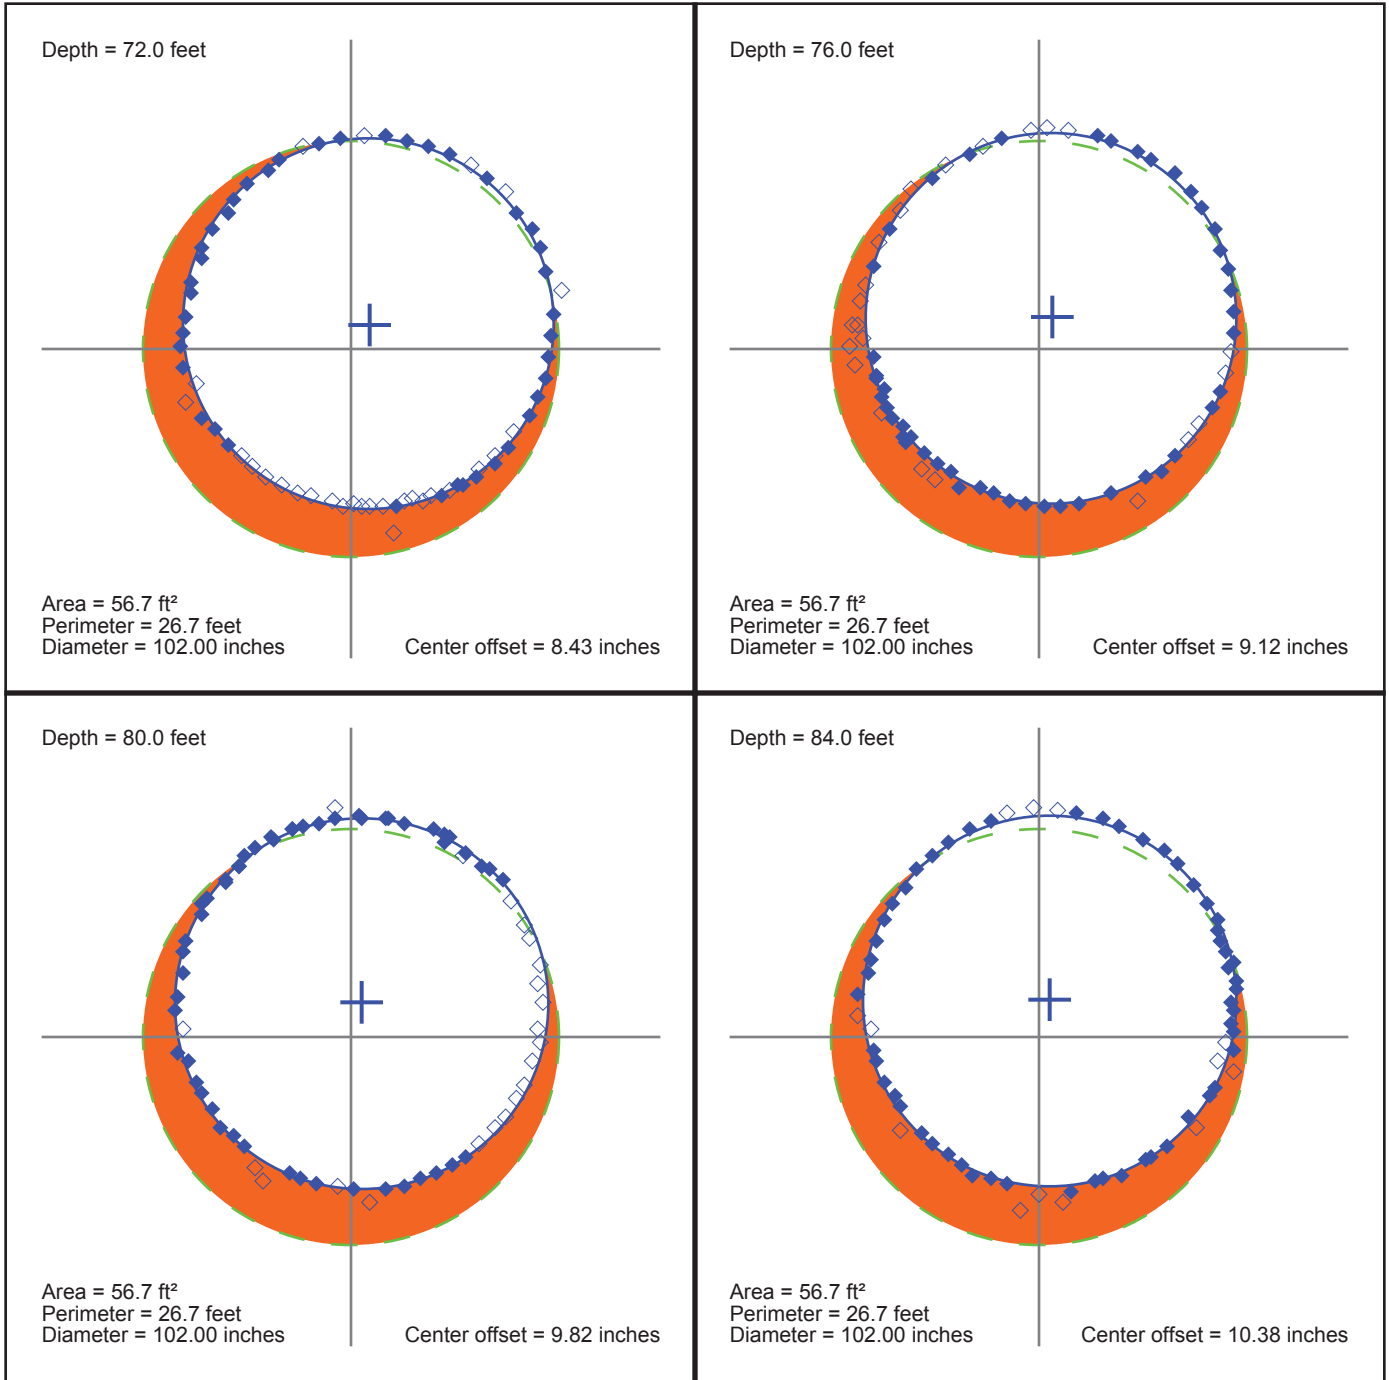 Depth = 72.0 feet
Area = 56.7 ft²
Perimeter = 26.7 feet
Diameter = 102.00 inches
Center offset = 8.43 inches
Depth = 76.0 feet
Area = 56.7 ft²
Perimeter = 26.7 feet
Diameter = 102.00 inches
Center offset = 9.12 inches
Depth = 80.0 feet
Area = 56.7 ft²
Perimeter = 26.7 feet
Diameter = 102.00 inches
Center offset = 9.82 inches
Depth = 84.0 feet
Area = 56.7 ft²
Perimeter = 26.7 feet
Diameter = 102.00 inches
Center offset = 10.38 inches